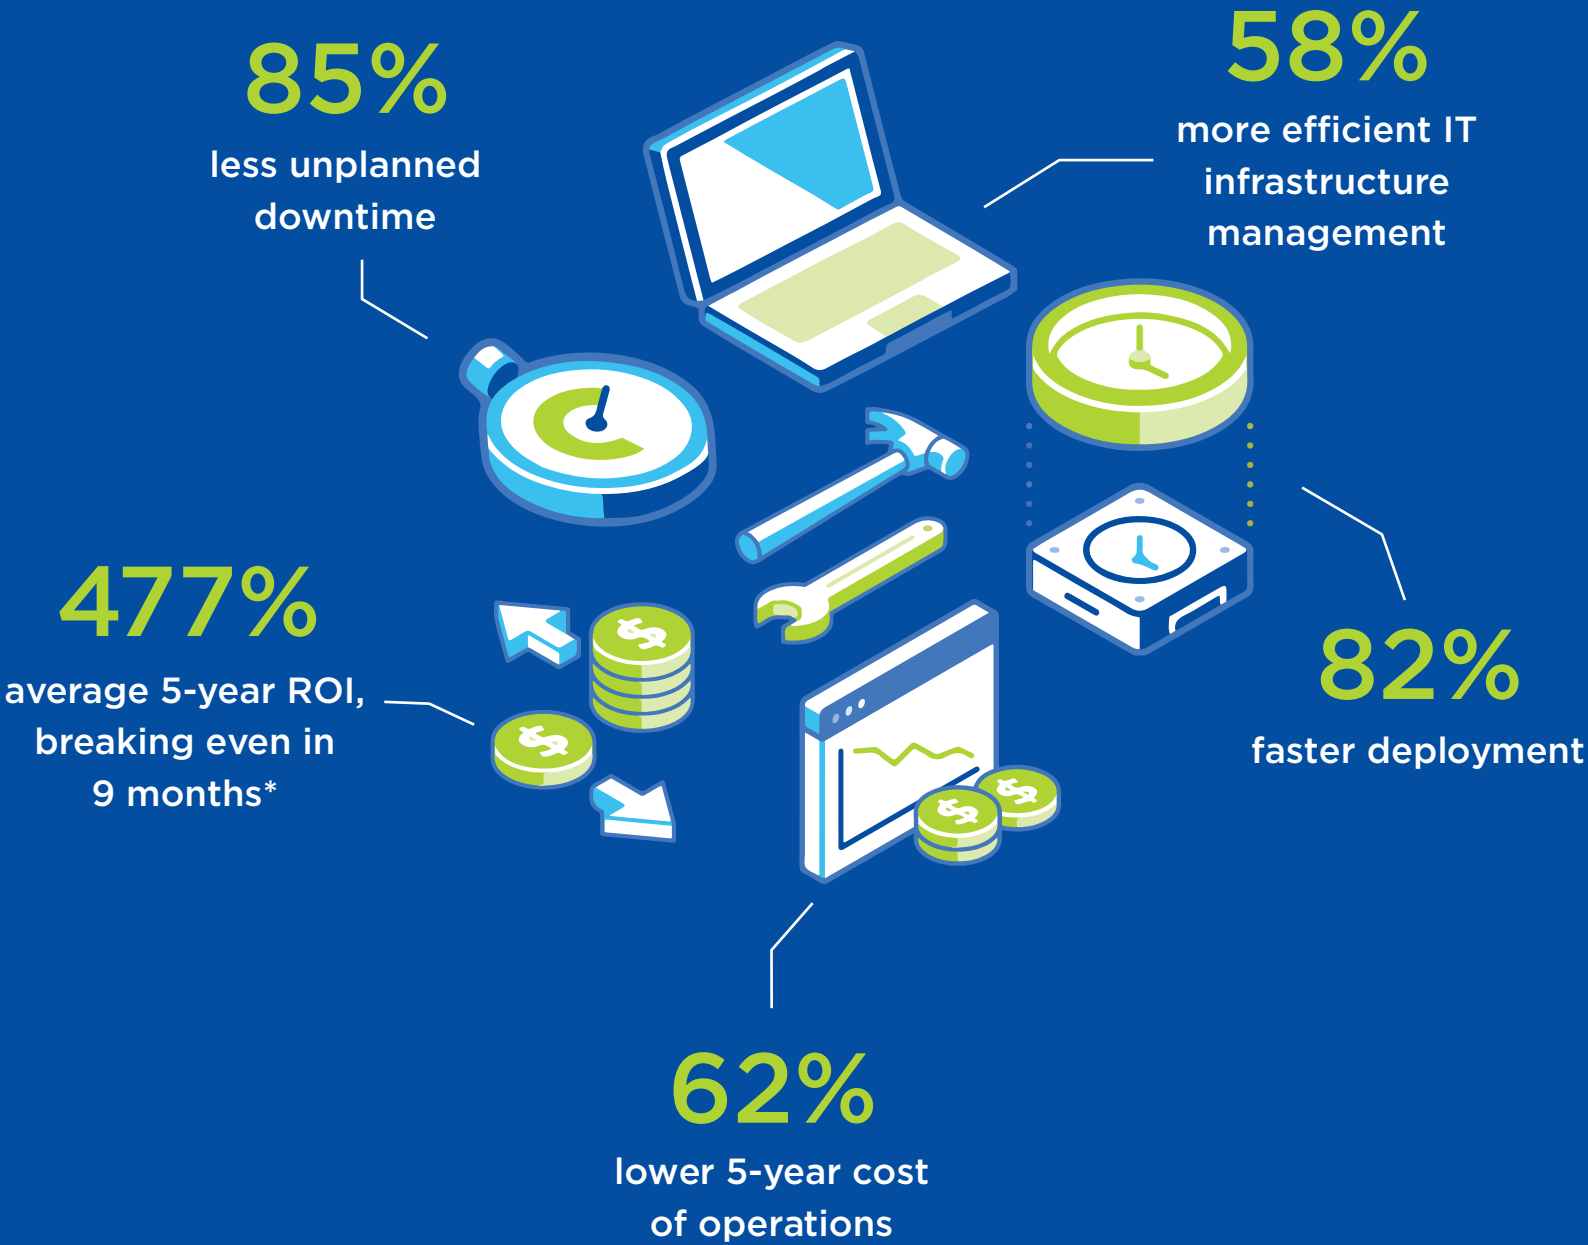 85%
less unplanned
downtime
58%
more efficient IT
infrastructure
management
477%
average 5-year ROI,
breaking even in
9 months*
82%
faster deployment
62%
lower 5-year cost
of operations